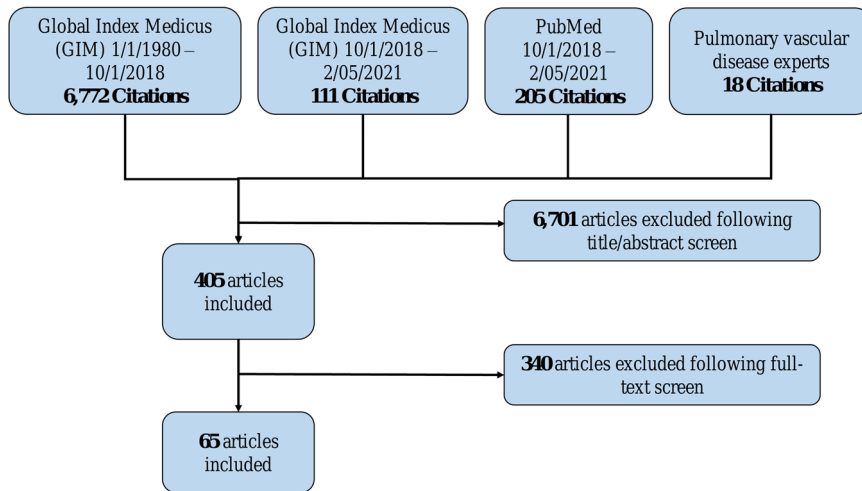 Global Index Medicus
(GIM) 1/1/1980 –
10/1/2018
6,772 Citations
Global Index Medicus
(GIM) 10/1/2018 –
2/05/2021
111 Citations
PubMed
10/1/2018 –
2/05/2021
205 Citations
Pulmonary vascular
disease experts
18 Citations
6,701 articles excluded following
title/abstract screen
405 articles
included
340 articles excluded following full-
text screen
65 articles
included